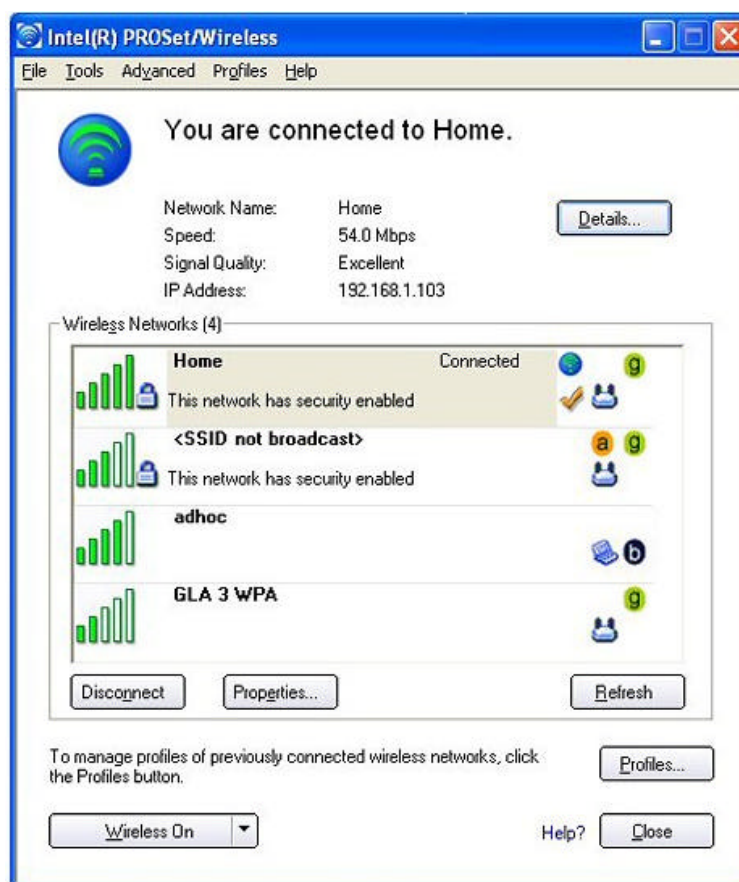 Intel(R) PROSet/Wireless
File Tools Advanced Profiles Help
You are connected to Home.
Network Name: Home
Details...
Speed: 54.0 Mbps
Signal Quality: Excellent
IP Address: 192.168.1.103
Wireless Networks (4)
Home Connected g
This network has security enabled
<SSID not broadcast> a g
This network has security enabled
adhoc
b
GLA 3 WPA g
Disconnect Properties... Refresh
To manage profiles of previously connected wireless networks, click
the Profiles button.
Profiles...
Wireless On Help? Close